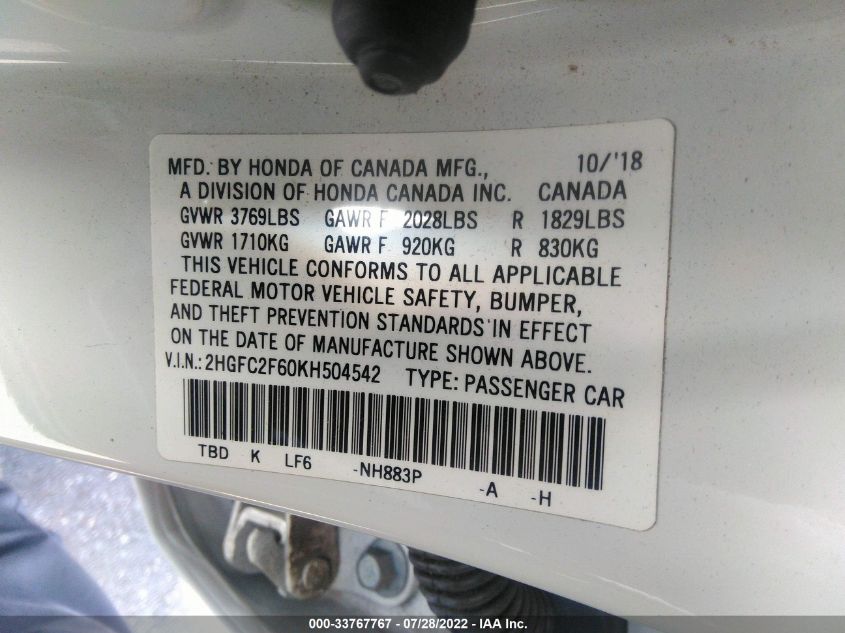 MFD. BY HONDA OF CANADA MFG., 10/'18
A DIVISION OF HONDA CANADA INC. CANADA
GVWR 3769LBS GAWR F 2028LBS R 1829LBS
GVWR 1710KG GAWR F 920KG R 830KG
THIS VEHICLE CONFORMS TO ALL APPLICABLE
FEDERAL MOTOR VEHICLE SAFETY, BUMPER,
AND THEFT PREVENTION STANDARDS IN EFFECT
ON THE DATE OF MANUFACTURE SHOWN ABOVE.
V.I.N.: 2HGFC2F60KH504542 TYPE: PASSENGER CAR
TBD K LF6 -NH883P -A -H
000-33767767 - 07/28/2022 - IAA Inc.